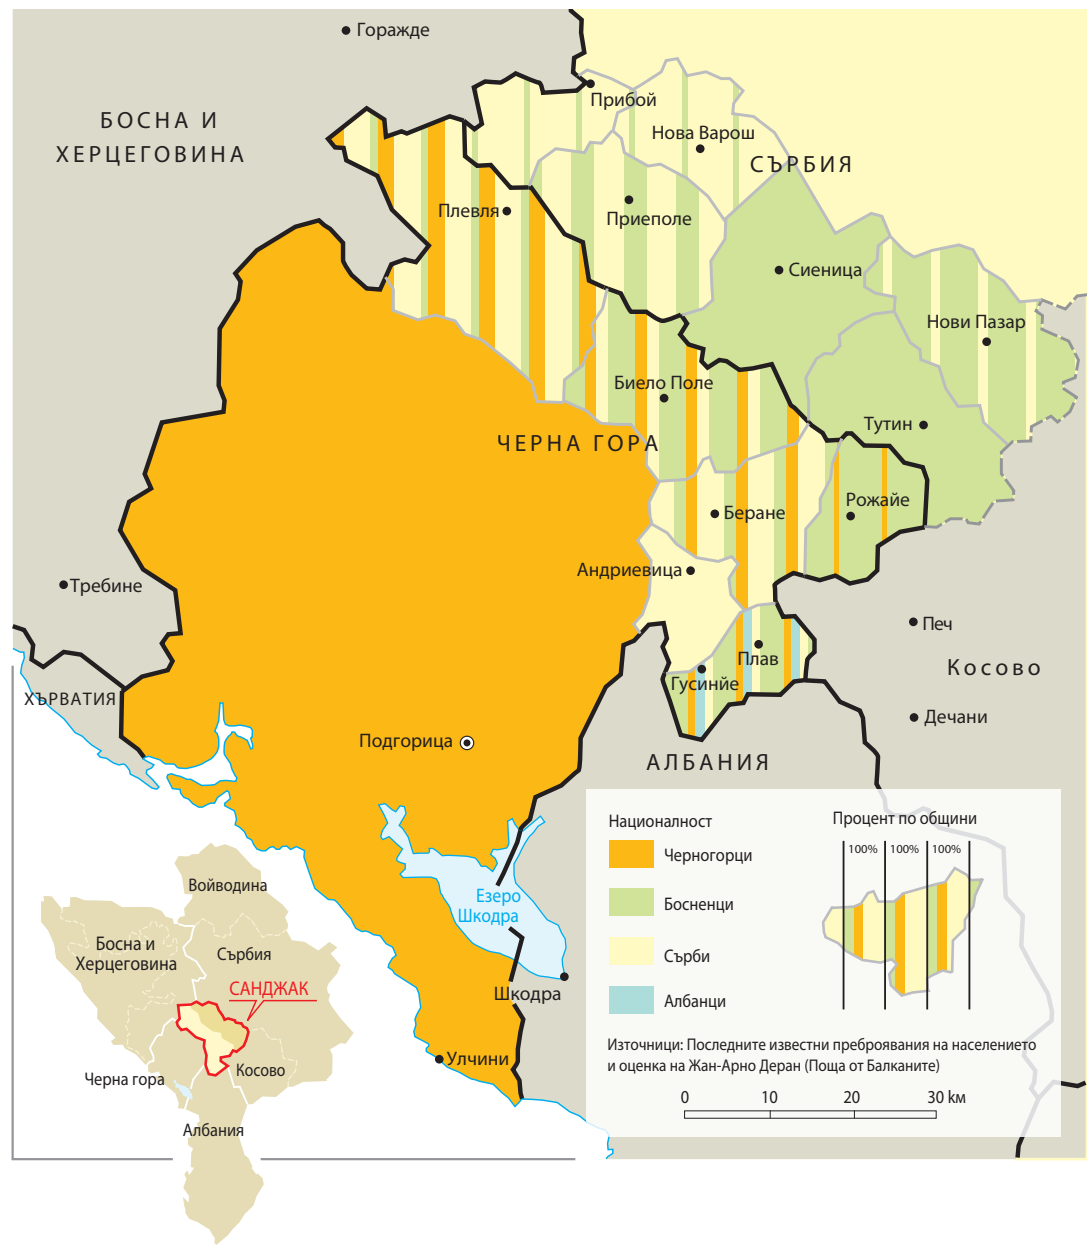 Горажде
БОСНА И
ХЕРЦЕГОВИНА
Прибой
Нова Варош
СЪРБИЯ
Плевля
Приеполе
Сиеница
Нови Пазар
Биело Поле
Тутин
ЧЕРНА ГОРА
Рожайе
Беране
Андриевица
Требине
Печ
Плав
Косово
Гусинйе
ХЪРВАТИЯ
Дечани
Подгорица
АЛБАНИЯ
Езеро
Шкодра
Шкодра
Улчини
Националност
Черногорци
Босненци
Сърби
Албанци
Процент по общини
100%
100%
100%
Източници: Последните известни преброявания на населението
и оценка на Жан-Арно Деран (Поща от Балканите)
0
10
20
30 км
Войводина
Босна и
Херцеговина
Сърбия
САНДЖАК
Черна гора
Косово
Албания